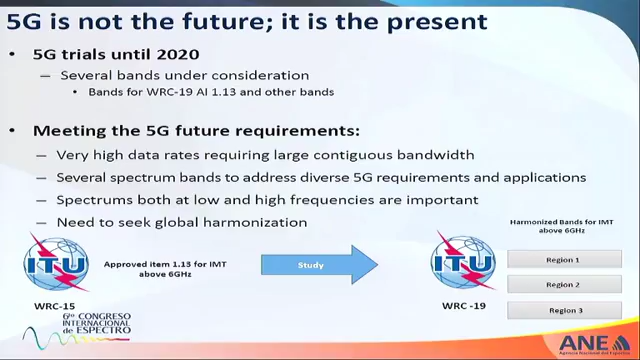 5G is not the future; it is the present
• 5G trials until 2020
— Several bands under consideration
• Bands for WRC-19 AI 1.13 and other bands
• Meeting the 5G future requirements:
— Very high data rates requiring large contiguous bandwidth
— Several spectrum bands to address diverse 5G requirements and applications
— Spectrums both at low and high frequencies are important
— Need to seek global harmonization
ITU
WRC-15
Approved item 1.13 for IMT
above 6GHz
Study
ITU
WRC -19
Harmonized Bands for IMT
above 6GHz
Region 1
Region 2
Region 3
6º CONGRESO
INTERNACIONAL
de ESPECTRO
ANE
Agencia Nacional del Espectro